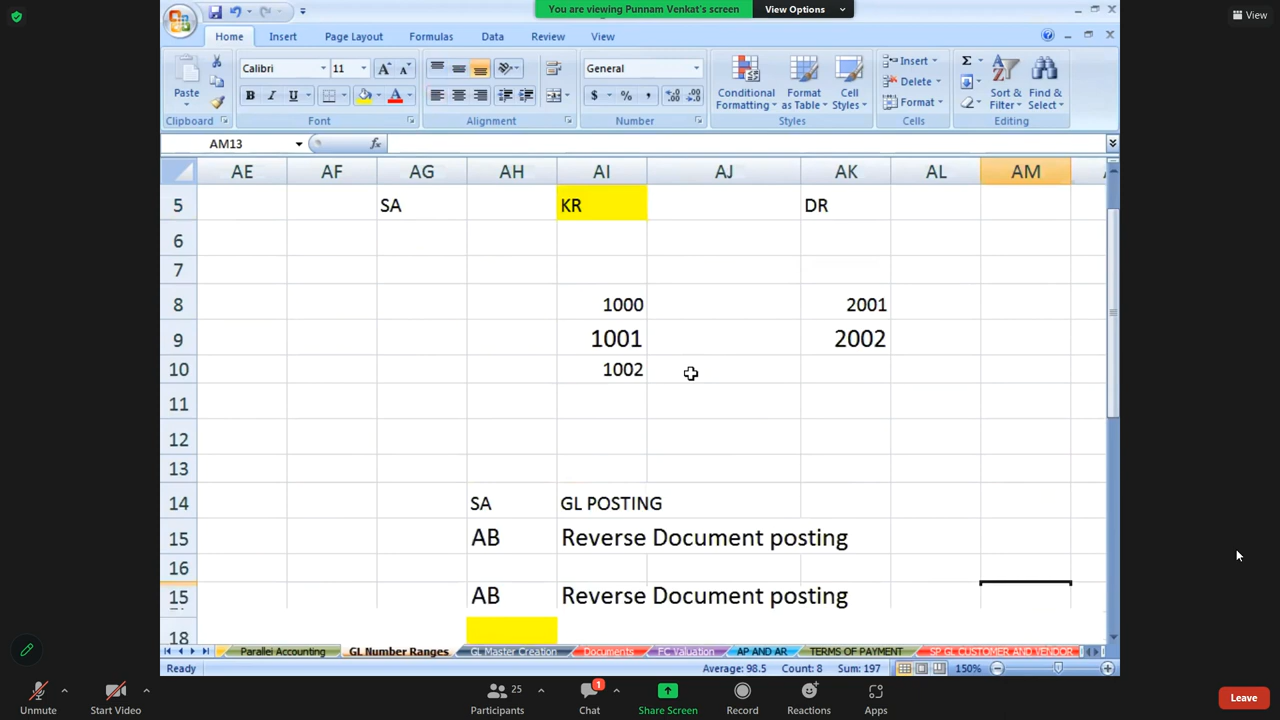 You are viewing Punnam Venkat's screen
View Options
View
Home Insert Page Layout Formulas Data Review View
Calibri 11 General Insert
Paste B I U $ % , Conditional Formatting Format as Table Cell Styles Delete Format Sort & Filter Find & Select
Clipboard Font Alignment Number Styles Cells Editing
AM13 fx
AE AF AG AH AI AJ AK AL AM
5 SA KR DR
6
7
8 1000 2001
9 1001 2002
10 1002
11
12
13
14 SA GL POSTING
15 AB Reverse Document posting
16
15 AB Reverse Document posting
18
Parallel Accounting GL Number Ranges GL Master Creation Documents FC Valuation AP AND AR TERMS OF PAYMENT SP GL CUSTOMER AND VENDOR
Ready Average: 98.5 Count: 8 Sum: 197 150%
25 1
Unmute Start Video Participants Chat Share Screen Record Reactions Apps Leave